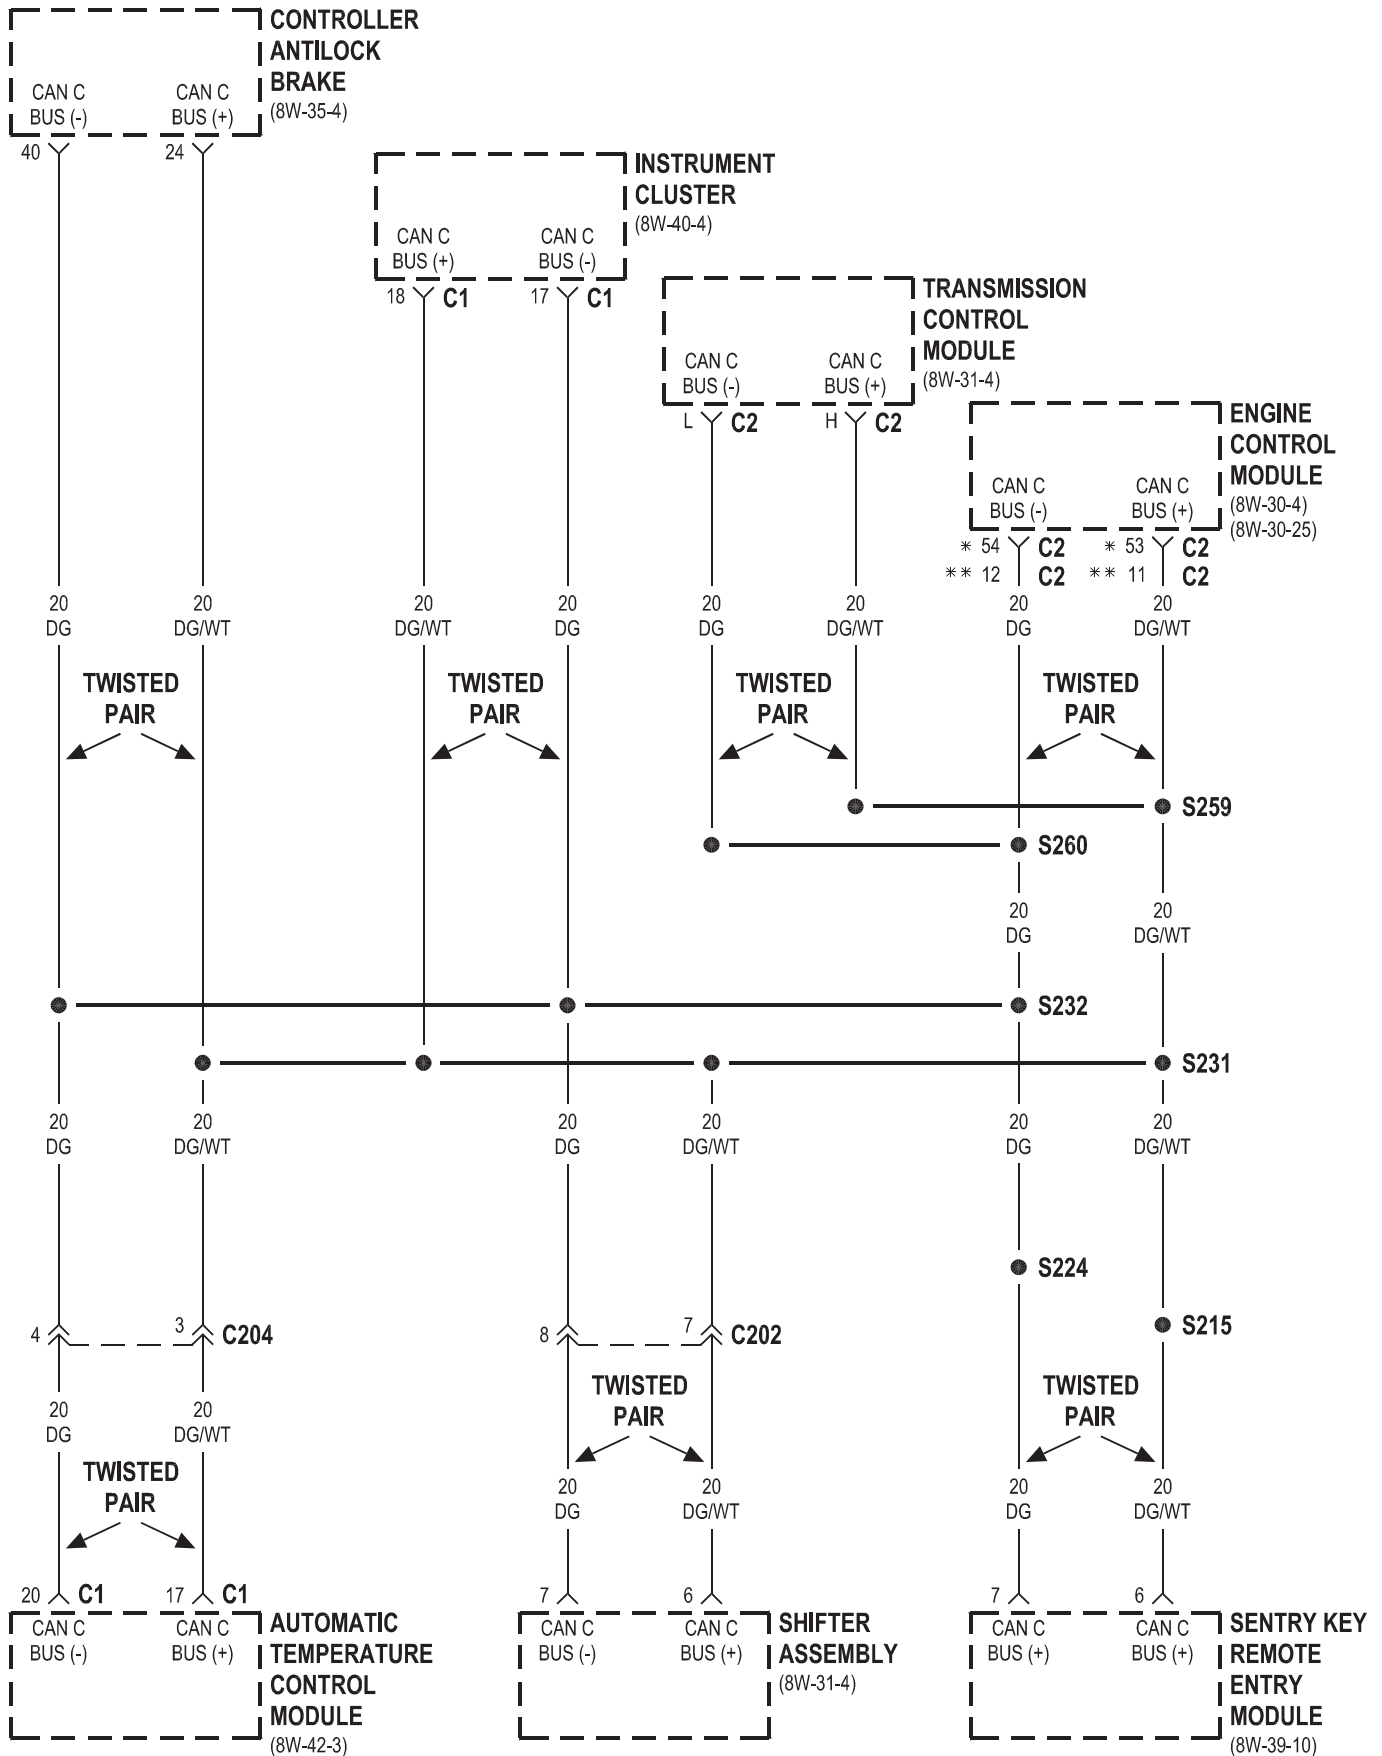 CONTROLLER
ANTILOCK
BRAKE
(8W-35-4)
CAN C
BUS (-)
CAN C
BUS (+)
40
24
INSTRUMENT
CLUSTER
(8W-40-4)
CAN C
BUS (+)
CAN C
BUS (-)
18 C1
17 C1
TRANSMISSION
CONTROL
MODULE
(8W-31-4)
CAN C
BUS (-)
CAN C
BUS (+)
L C2
H C2
ENGINE
CONTROL
MODULE
(8W-30-4)
(8W-30-25)
CAN C
BUS (-)
CAN C
BUS (+)
* 54 C2
* 53 C2
** 12 C2
** 11 C2
20
DG
20
DG/WT
20
DG/WT
20
DG
20
DG
20
DG/WT
20
DG
20
DG/WT
TWISTED
PAIR
TWISTED
PAIR
TWISTED
PAIR
TWISTED
PAIR
S259
S260
20
DG
20
DG/WT
S232
S231
20
DG
20
DG/WT
20
DG
20
DG/WT
20
DG
20
DG/WT
S224
S215
4
3 C204
8
7 C202
20
DG
20
DG/WT
TWISTED
PAIR
TWISTED
PAIR
TWISTED
PAIR
20
DG
20
DG/WT
20
DG
20
DG/WT
20 C1
17 C1
7
6
7
6
CAN C
BUS (-)
CAN C
BUS (+)
AUTOMATIC
TEMPERATURE
CONTROL
MODULE
(8W-42-3)
CAN C
BUS (-)
CAN C
BUS (+)
SHIFTER
ASSEMBLY
(8W-31-4)
CAN C
BUS (+)
CAN C
BUS (+)
SENTRY KEY
REMOTE
ENTRY
MODULE
(8W-39-10)